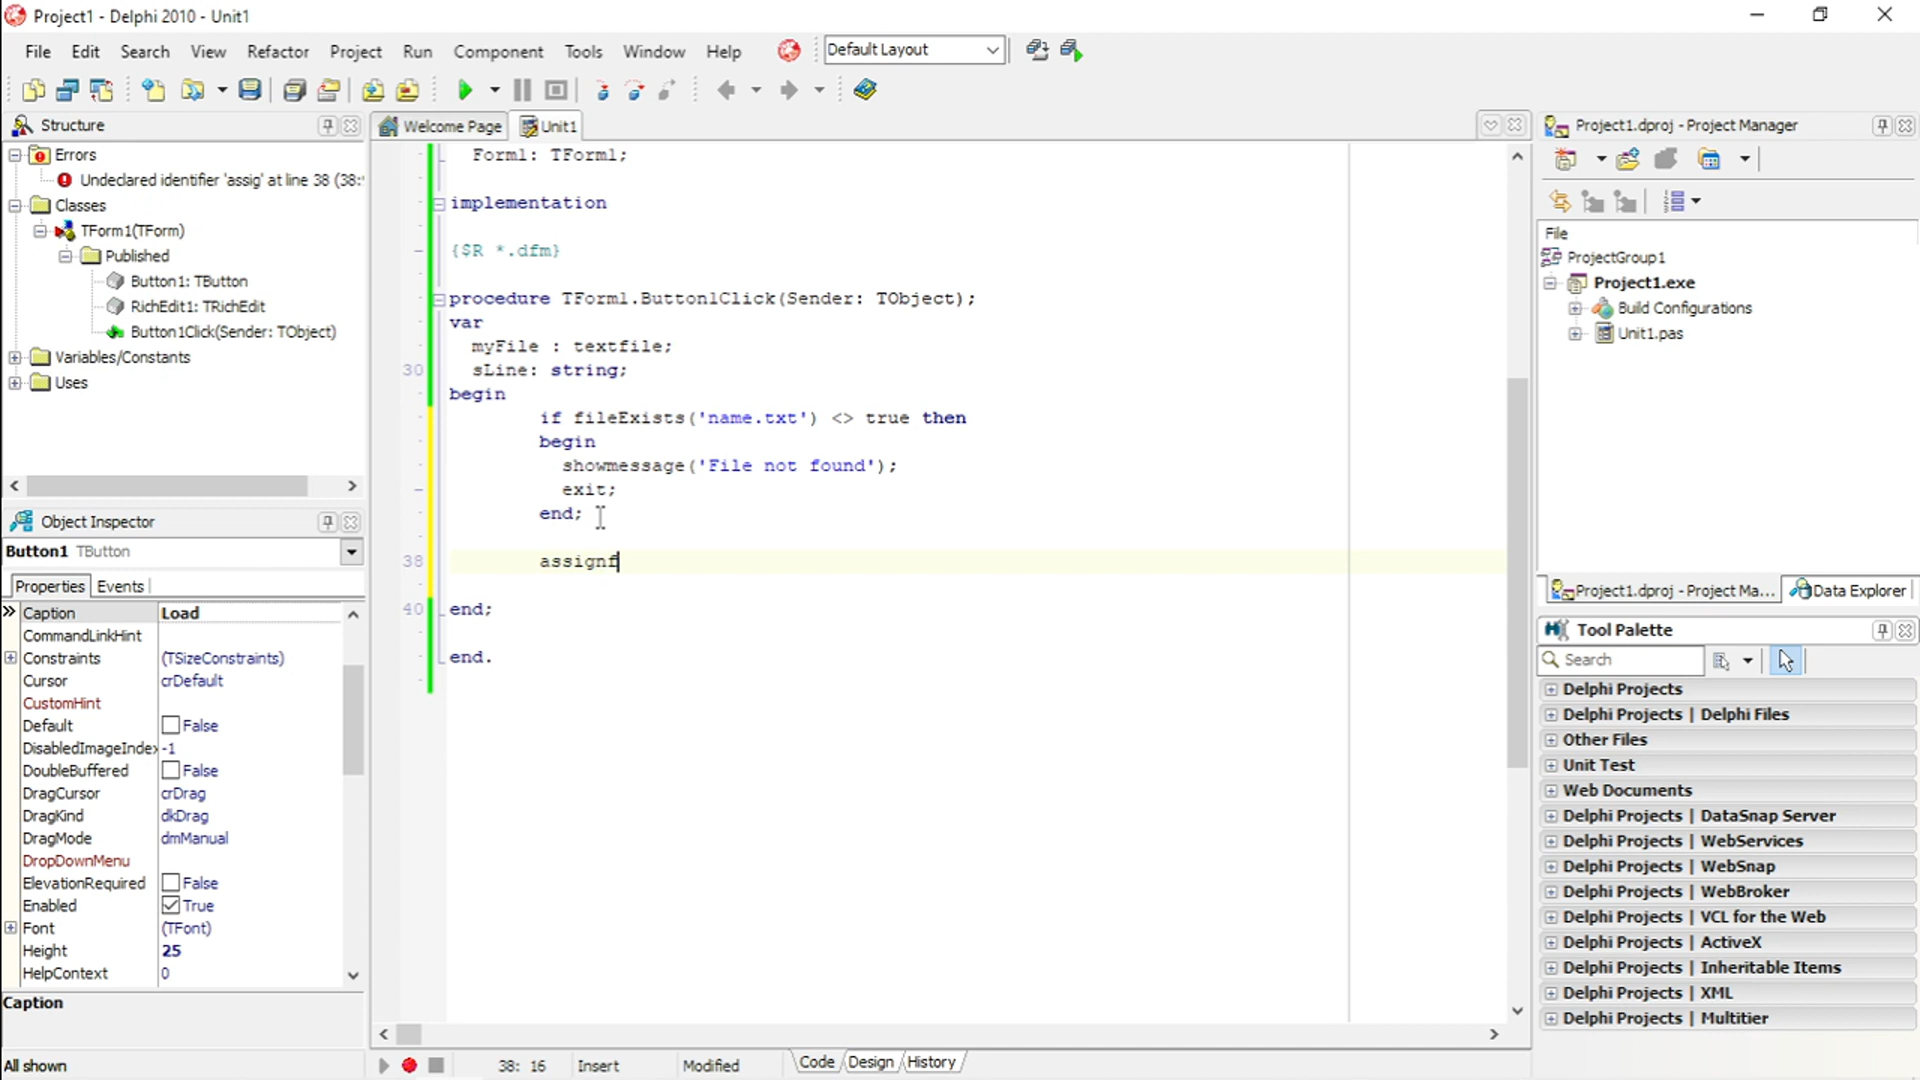 Project1 - Delphi 2010 - Unit1
File Edit Search View Refactor Project Run Component Tools Window Help
Default Layout
Structure
Errors
Undeclared identifier 'assig' at line 38 (38:
Classes
TForm1(TForm)
Published
Button1: TButton
RichEdit1: TRichEdit
Button1Click(Sender: TObject)
Variables/Constants
Uses
Object Inspector
Button1 TButton
Properties Events
Caption Load
CommandLinkHint
Constraints (TSizeConstraints)
Cursor crDefault
CustomHint
Default False
DisabledImageIndex -1
DoubleBuffered False
DragCursor crDrag
DragKind dkDrag
DragMode dmManual
DropDownMenu
ElevationRequired False
Enabled True
Font (TFont)
Height 25
HelpContext 0
Caption
All shown
Welcome Page Unit1
Form1: TForm1;
implementation
{$R *.dfm}
procedure TForm1.Button1Click(Sender: TObject);
var
myFile : textfile;
30 sLine: string;
begin
if fileExists('name.txt') <> true then
begin
showmessage('File not found');
exit;
end;
38 assignf
40 end;
end.
38: 16 Insert Modified Code Design History
Project1.dproj - Project Manager
File
ProjectGroup1
Project1.exe
Build Configurations
Unit1.pas
Project1.dproj - Project Ma... Data Explorer
Tool Palette
Search
Delphi Projects
Delphi Projects | Delphi Files
Other Files
Unit Test
Web Documents
Delphi Projects | DataSnap Server
Delphi Projects | WebServices
Delphi Projects | WebSnap
Delphi Projects | WebBroker
Delphi Projects | VCL for the Web
Delphi Projects | ActiveX
Delphi Projects | Inheritable Items
Delphi Projects | XML
Delphi Projects | Multitier